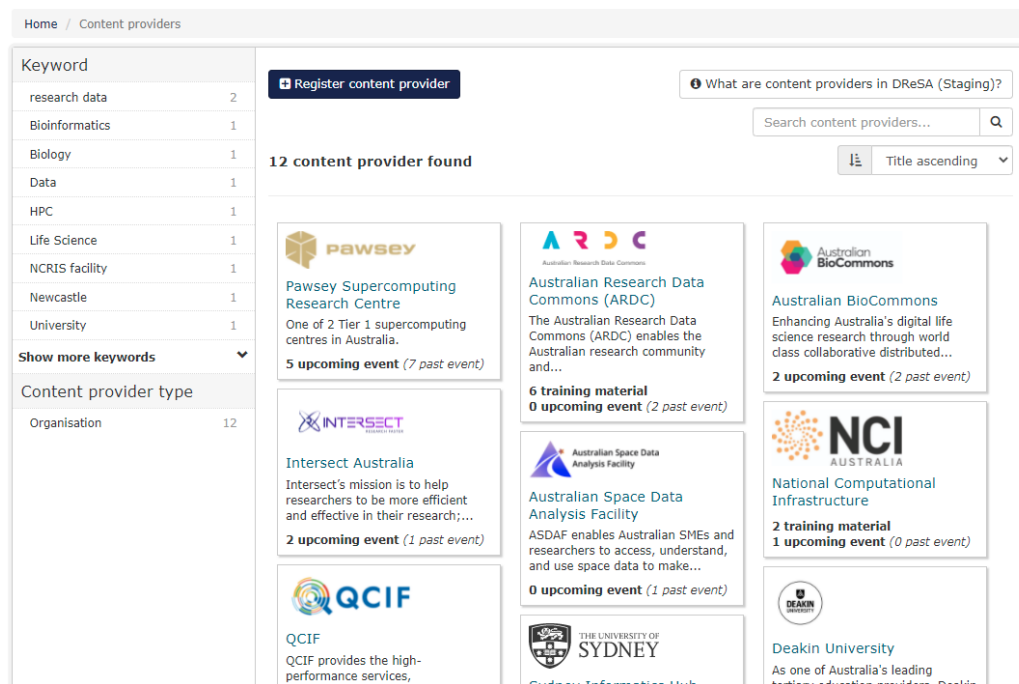 Home / Content providers
Keyword
research data 2
Bioinformatics 1
Biology 1
Data 1
HPC 1
Life Science 1
NCRIS facility 1
Newcastle 1
University 1
Show more keywords
Content provider type
Organisation 12
Register content provider
What are content providers in DReSA (Staging)?
Search content providers...
12 content provider found
Title ascending
PAWSEY
Pawsey Supercomputing
Research Centre
One of 2 Tier 1 supercomputing
centres in Australia.
5 upcoming event (7 past event)
INTERSECT
Intersect Australia
Intersect's mission is to help
researchers to be more efficient
and effective in their research;...
2 upcoming event (1 past event)
QCIF
QCIF
QCIF provides the high-
performance services,
ARDC
Australian Research Data Commons
Australian Research Data
Commons (ARDC)
The Australian Research Data
Commons (ARDC) enables the
Australian research community
and...
6 training material
0 upcoming event (2 past event)
Australian Space Data
Analysis Facility
Australian Space Data
Analysis Facility
ASDAF enables Australian SMEs and
researchers to access, understand,
and use space data to make...
0 upcoming event (1 past event)
THE UNIVERSITY OF
SYDNEY
Sydney Informatics Hub
Australian
BioCommons
Australian BioCommons
Enhancing Australia's digital life
science research through world
class collaborative distributed...
2 upcoming event (2 past event)
NCI
AUSTRALIA
National Computational
Infrastructure
2 training material
1 upcoming event (0 past event)
DEAKIN
UNIVERSITY
Deakin University
As one of Australia's leading
tertiary education providers, Deakin